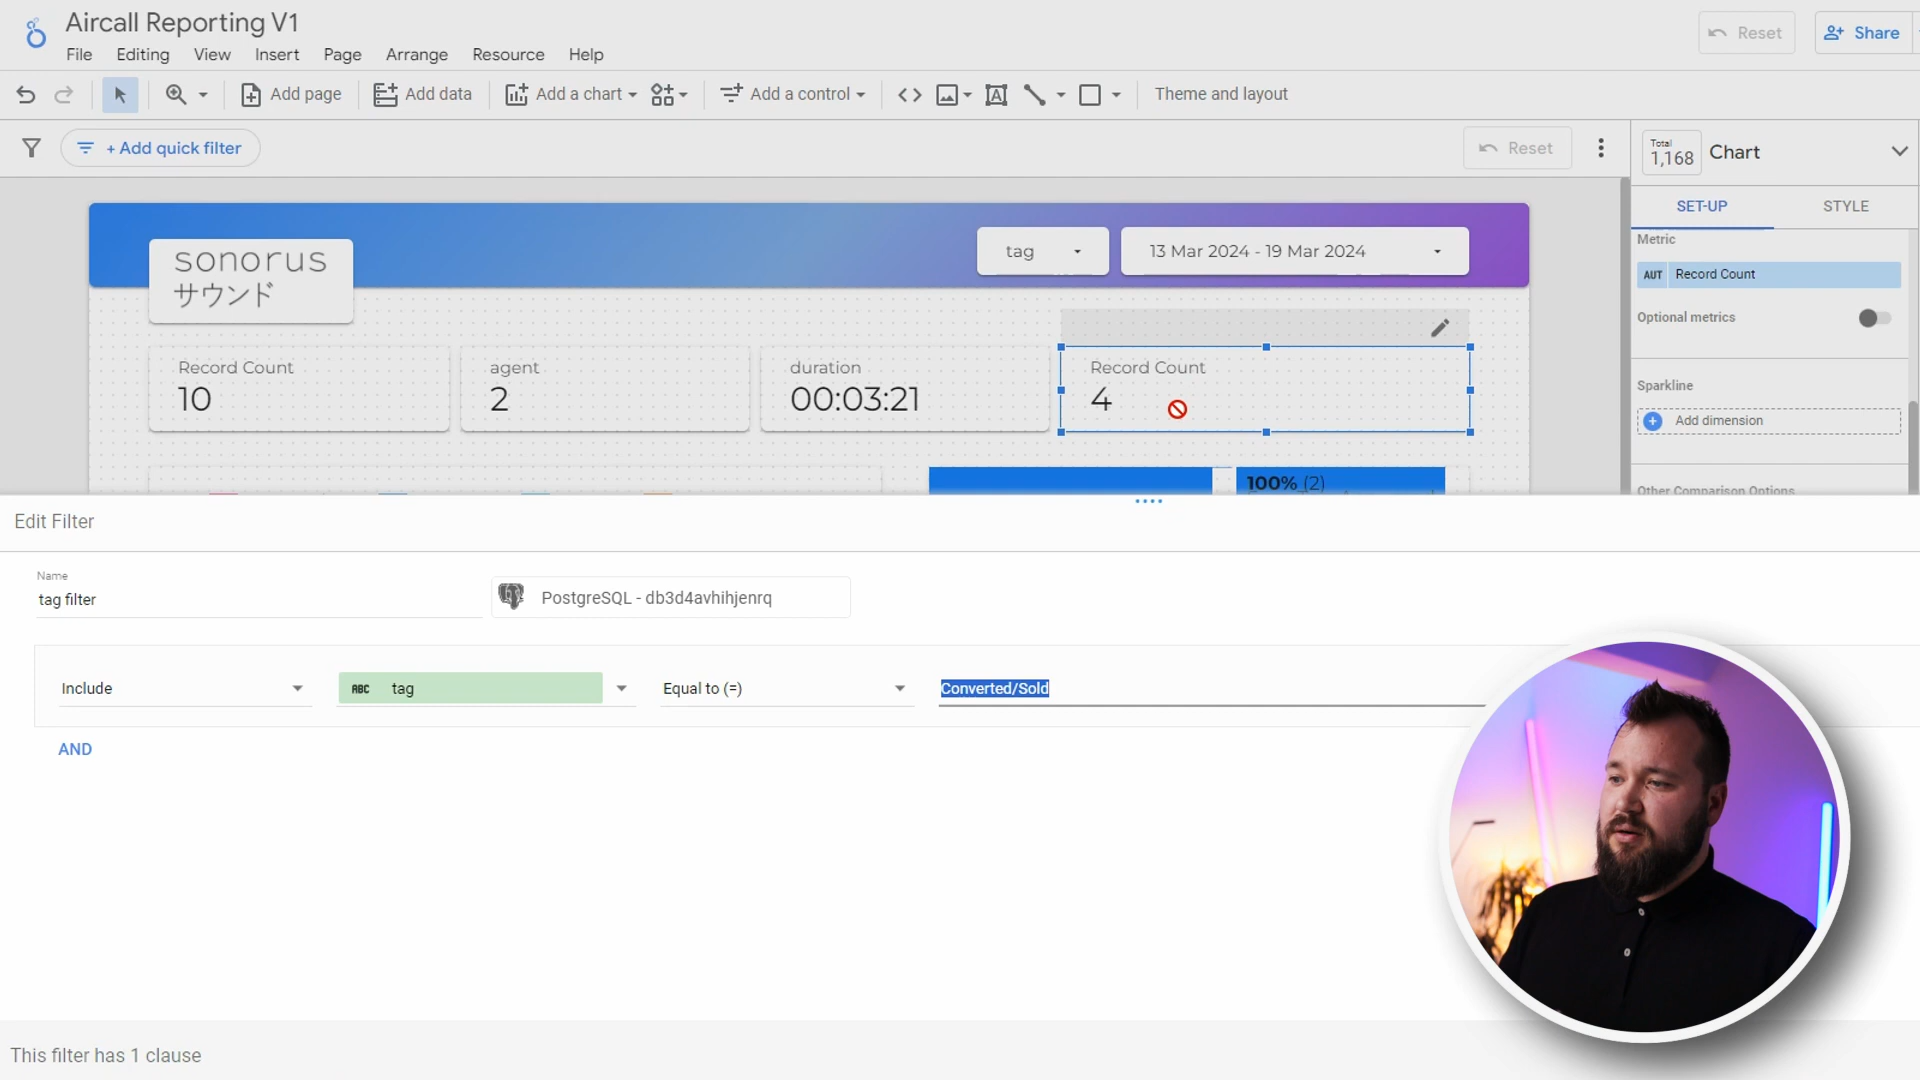 Aircall Reporting V1
File Editing View Insert Page Arrange Resource Help
Reset
Share
Add page
Add data
Add a chart
Add a control
Theme and layout
+ Add quick filter
Reset
Total
1,168
Chart
SET-UP
STYLE
Metric
AUT Record Count
Optional metrics
Sparkline
Add dimension
Other Comparison Options
sonorus
サウンド
tag
13 Mar 2024 - 19 Mar 2024
Record Count
10
agent
2
duration
00:03:21
Record Count
4
100% (2)
Edit Filter
Name
tag filter
PostgreSQL - db3d4avhihjenrq
Include
ABC tag
Equal to (=)
Converted/Sold
AND
This filter has 1 clause